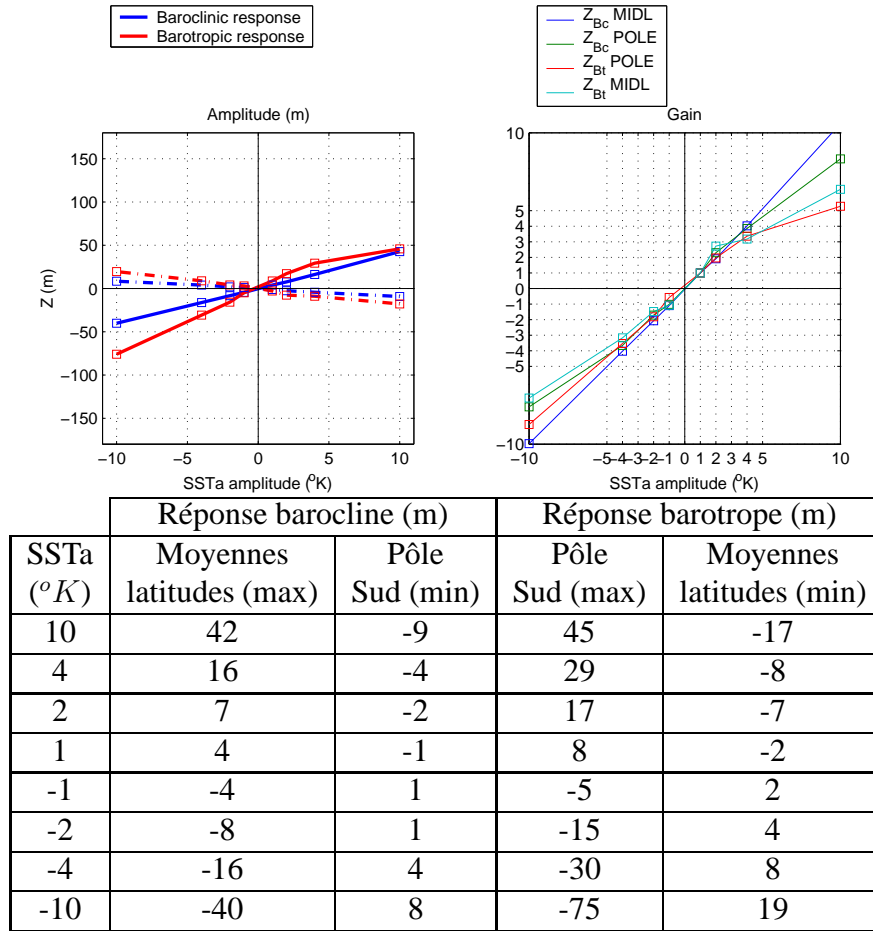 Baroclinic response
Barotropic response
Z_Bc MIDL
Z_Bc POLE
Z_Bt POLE
Z_Bt MIDL
Amplitude (m)
150
100
50
0
−50
−100
−150
Z (m)
−10 −5 0 5 10
SSTa amplitude (°K)
Gain
10
5
4
3
2
1
0
−1
−2
−3
−4
−5
−10
−10 −5 −4 −3 −2 −1 0 1 2 3 4 5 10
SSTa amplitude (°K)
Réponse barocline (m) Réponse barotrope (m)
SSTa Moyennes Pôle Pôle Moyennes
(°K) latitudes (max) Sud (min) Sud (max) latitudes (min)
10 42 -9 45 -17
4 16 -4 29 -8
2 7 -2 17 -7
1 4 -1 8 -2
-1 -4 1 -5 2
-2 -8 1 -15 4
-4 -16 4 -30 8
-10 -40 8 -75 19